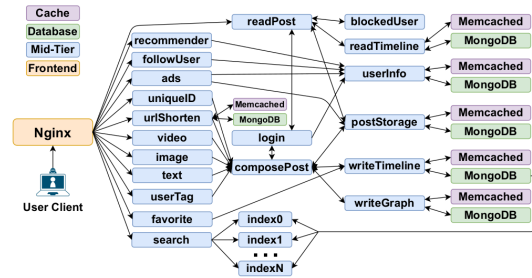 Cache
Database
Mid-Tier
Frontend
Nginx
User Client
readPost
recommender
followUser
ads
uniqueID
urlShorten
video
image
text
userTag
favorite
search
Memcached
MongoDB
login
composePost
index0
index1
...
indexN
blockedUser
readTimeline
userInfo
postStorage
writeTimeline
writeGraph
Memcached
MongoDB
Memcached
MongoDB
Memcached
MongoDB
Memcached
MongoDB
Memcached
MongoDB